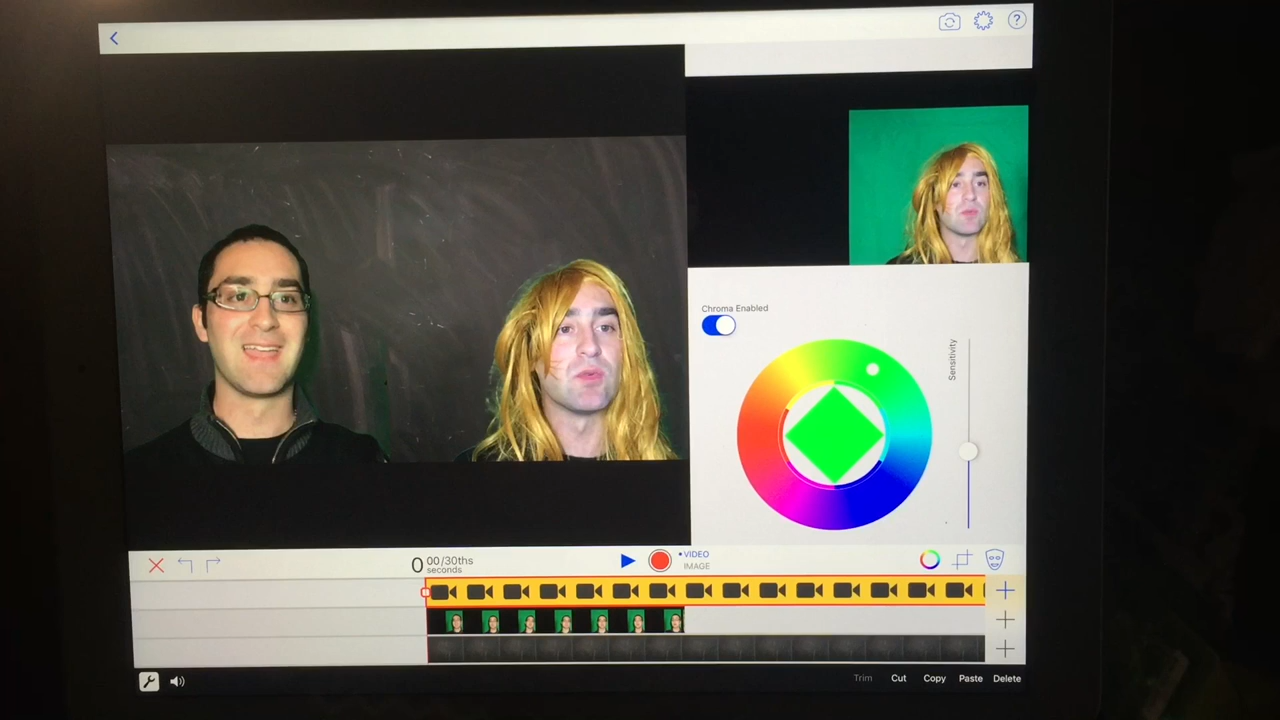 ?
Chroma Enabled
Sensitivity
0 00/30ths
seconds
VIDEO
IMAGE
Trim Cut Copy Paste Delete